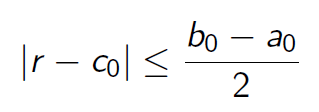 |r − c₀| ≤ (b₀ − a₀) / 2